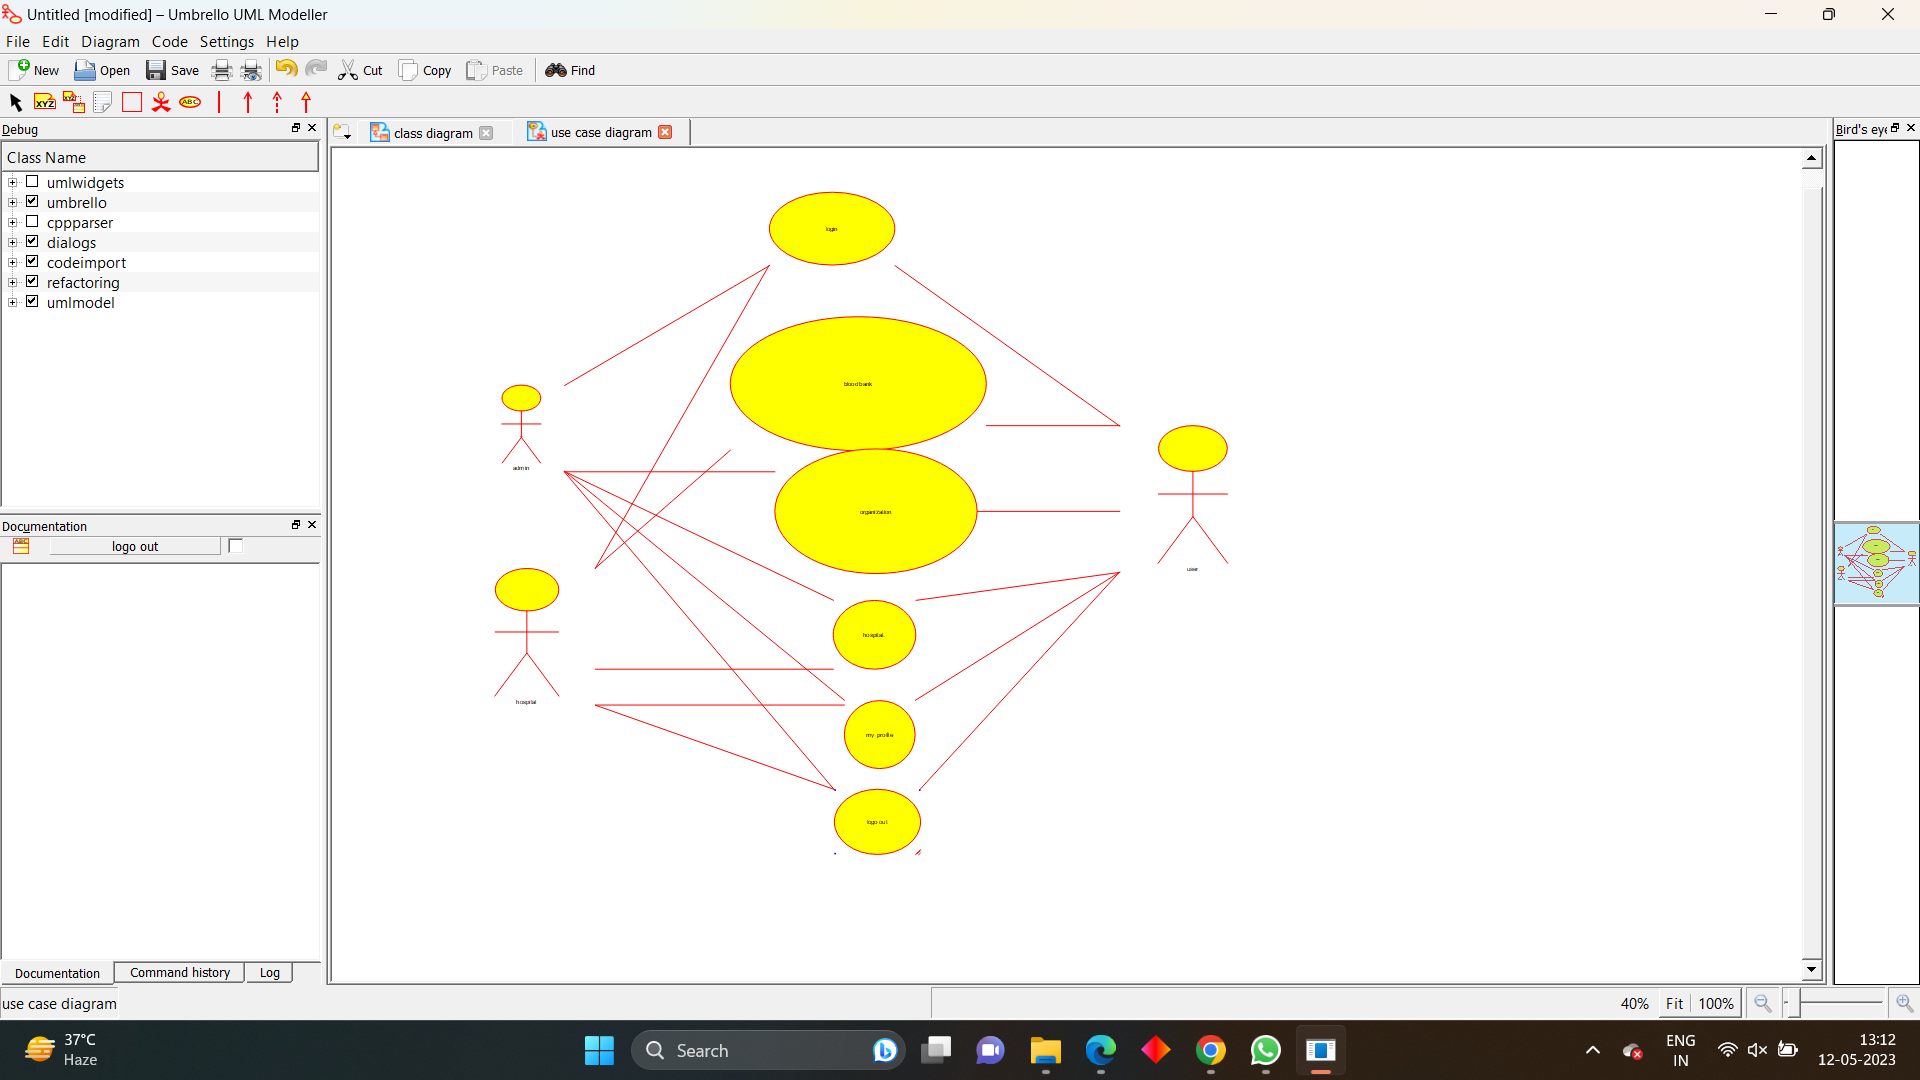 Untitled [modified] – Umbrello UML Modeller
File Edit Diagram Code Settings Help
New Open Save Cut Copy Paste Find
XYZ XYZ ABC
Debug
Class Name
umlwidgets
umbrello
cppparser
dialogs
codeimport
refactoring
umlmodel
Documentation
logo out
Documentation Command history Log
class diagram use case diagram
login
blood bank
admin
organization
user
hospital
hospital
my profile
logo out
Bird's eye
use case diagram
40% Fit 100%
37°C
Haze
Search
ENG
IN
13:12
12-05-2023